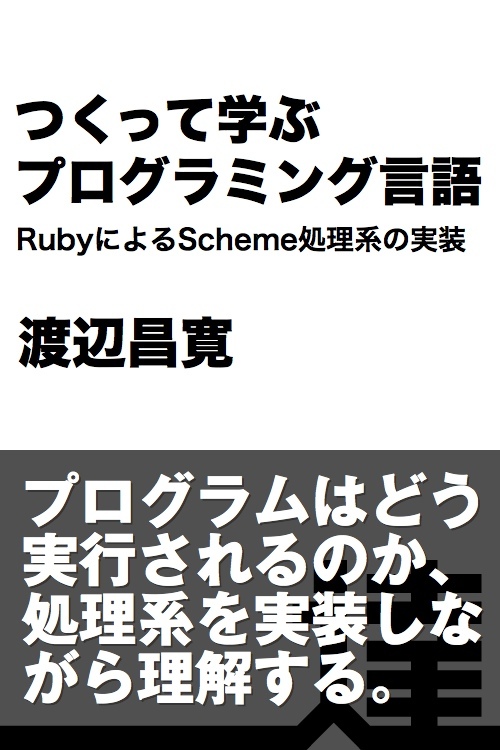 つくって学ぶ
プログラミング言語
RubyによるScheme処理系の実装
渡辺昌寛
プログラムはどう
実行されるのか、
処理系を実装しな
がら理解する。